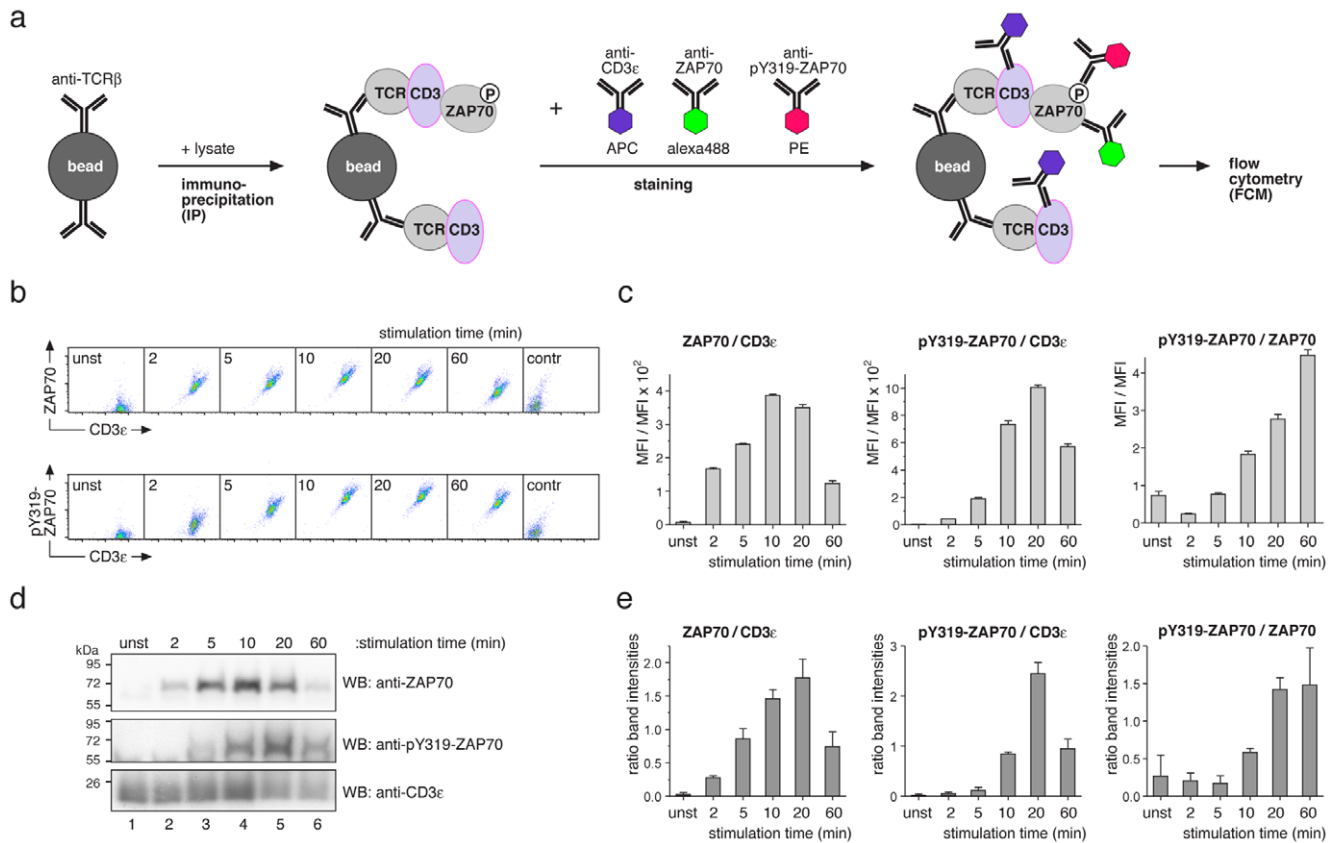 a
anti-TCRβ
bead
+ lysate
immuno-
precipitation
(IP)
TCR CD3 ZAP70 P
bead
TCR CD3
+
anti-
CD3ε
anti-
ZAP70
anti-
pY319-ZAP70
APC
alexa488
PE
staining
TCR CD3 ZAP70 P
bead
TCR CD3
flow
cytometry
(FCM)
b
stimulation time (min)
unst 2 5 10 20 60 contr
ZAP70
CD3ε
unst 2 5 10 20 60 contr
pY319-
ZAP70
CD3ε
c
ZAP70 / CD3ε
MFI / MFI x 10²
4
3
2
1
0
unst 2 5 10 20 60
stimulation time (min)
pY319-ZAP70 / CD3ε
MFI / MFI x 10²
10
8
6
4
2
0
unst 2 5 10 20 60
stimulation time (min)
pY319-ZAP70 / ZAP70
MFI / MFI
4
3
2
1
0
unst 2 5 10 20 60
stimulation time (min)
d
unst 2 5 10 20 60 :stimulation time (min)
kDa
95
72
55
WB: anti-ZAP70
95
72
55
WB: anti-pY319-ZAP70
26
WB: anti-CD3ε
1 2 3 4 5 6
e
ZAP70 / CD3ε
ratio band intensities
2.0
1.5
1.0
0.5
0.0
unst 2 5 10 20 60
stimulation time (min)
pY319-ZAP70 / CD3ε
ratio band intensities
3
2
1
0
unst 2 5 10 20 60
stimulation time (min)
pY319-ZAP70 / ZAP70
ratio band intensities
2.0
1.5
1.0
0.5
0.0
unst 2 5 10 20 60
stimulation time (min)